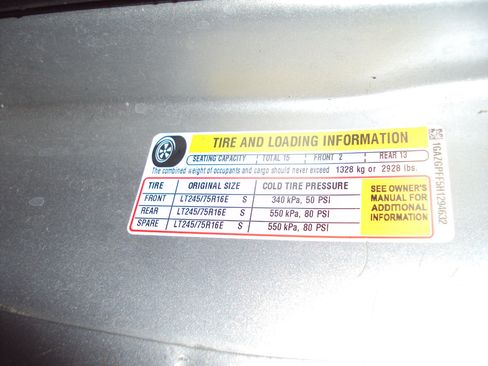 TIRE AND LOADING INFORMATION
SEATING CAPACITY TOTAL 15 FRONT 2 REAR 13
The combined weight of occupants and cargo should never exceed 1328 kg or 2928 lbs.
TIRE ORIGINAL SIZE COLD TIRE PRESSURE
FRONT LT245/75R16E S 340 kPa, 50 PSI
REAR LT245/75R16E S 550 kPa, 80 PSI
SPARE LT245/75R16E S 550 kPa, 80 PSI
SEE OWNER'S
MANUAL FOR
ADDITIONAL
INFORMATION